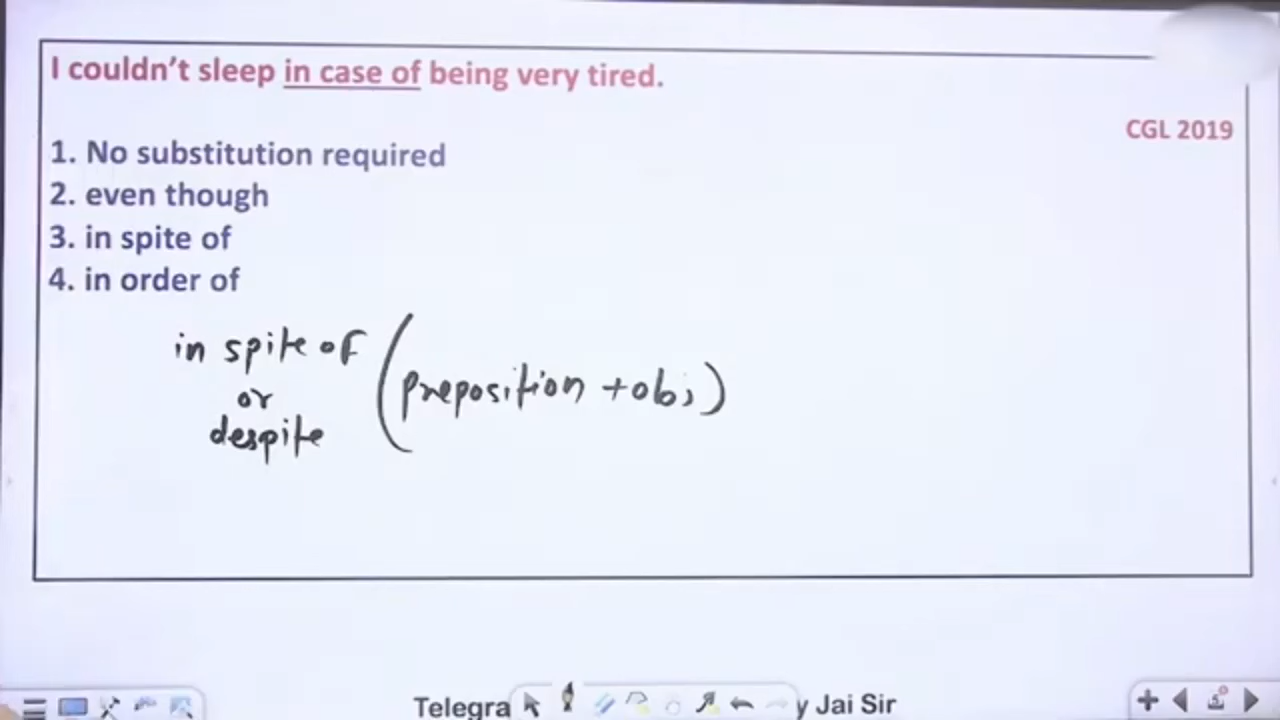 I couldn't sleep in case of being very tired.
CGL 2019
1. No substitution required
2. even though
3. in spite of
4. in order of
in spite of
or
despite
(preposition + obj)
Telegra
y Jai Sir